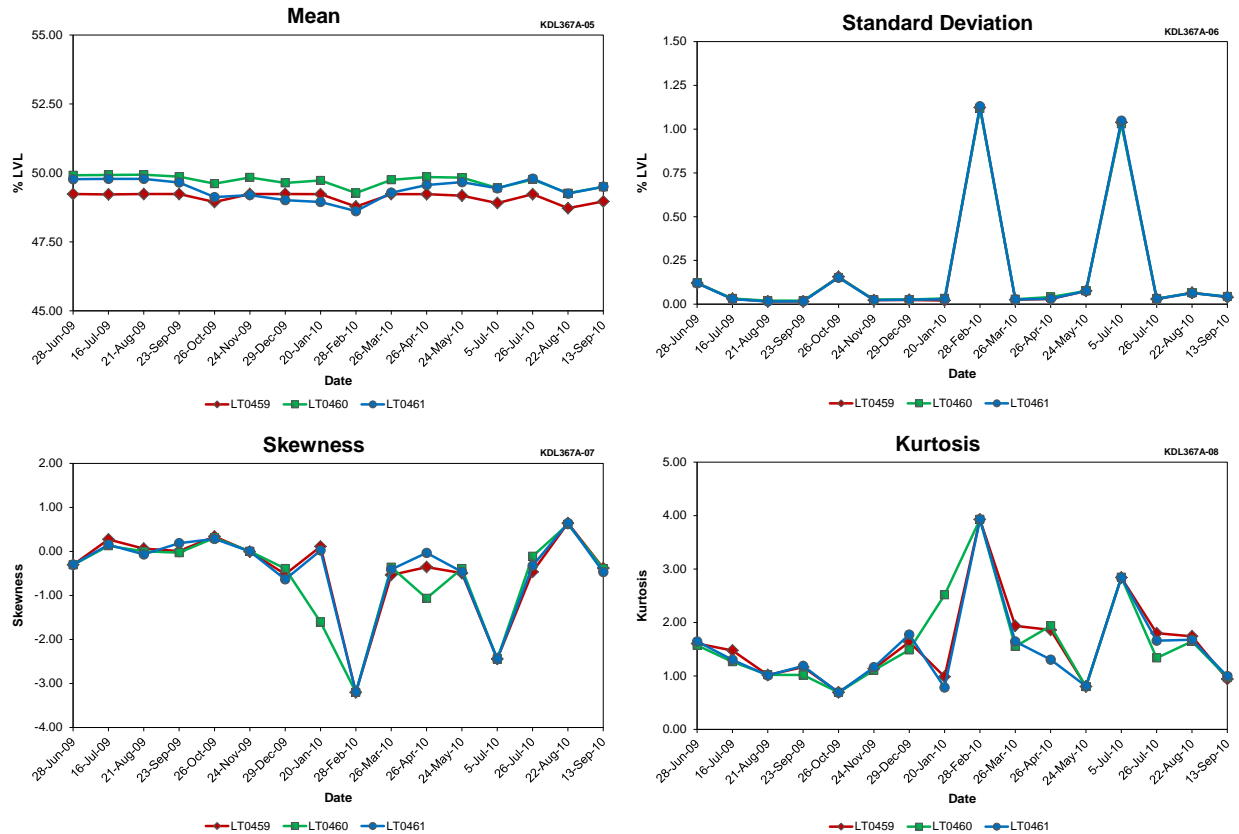 Mean
KDL367A-05
% LVL
55.00
52.50
50.00
47.50
45.00
28-Jun-09
16-Jul-09
21-Aug-09
23-Sep-09
26-Oct-09
24-Nov-09
29-Dec-09
20-Jan-10
28-Feb-10
26-Mar-10
26-Apr-10
24-May-10
5-Jul-10
26-Jul-10
22-Aug-10
13-Sep-10
Date
LT0459 LT0460 LT0461
Standard Deviation
KDL367A-06
% LVL
1.50
1.25
1.00
0.75
0.50
0.25
0.00
28-Jun-09
16-Jul-09
21-Aug-09
23-Sep-09
26-Oct-09
24-Nov-09
29-Dec-09
20-Jan-10
28-Feb-10
26-Mar-10
26-Apr-10
24-May-10
5-Jul-10
26-Jul-10
22-Aug-10
13-Sep-10
Date
LT0459 LT0460 LT0461
Skewness
KDL367A-07
Skewness
2.00
1.00
0.00
-1.00
-2.00
-3.00
-4.00
28-Jun-09
16-Jul-09
21-Aug-09
23-Sep-09
26-Oct-09
24-Nov-09
29-Dec-09
20-Jan-10
28-Feb-10
26-Mar-10
26-Apr-10
24-May-10
5-Jul-10
26-Jul-10
22-Aug-10
13-Sep-10
Date
LT0459 LT0460 LT0461
Kurtosis
KDL367A-08
Kurtosis
5.00
4.00
3.00
2.00
1.00
0.00
28-Jun-09
16-Jul-09
21-Aug-09
23-Sep-09
26-Oct-09
24-Nov-09
29-Dec-09
20-Jan-10
28-Feb-10
26-Mar-10
26-Apr-10
24-May-10
5-Jul-10
26-Jul-10
22-Aug-10
13-Sep-10
Date
LT0459 LT0460 LT0461